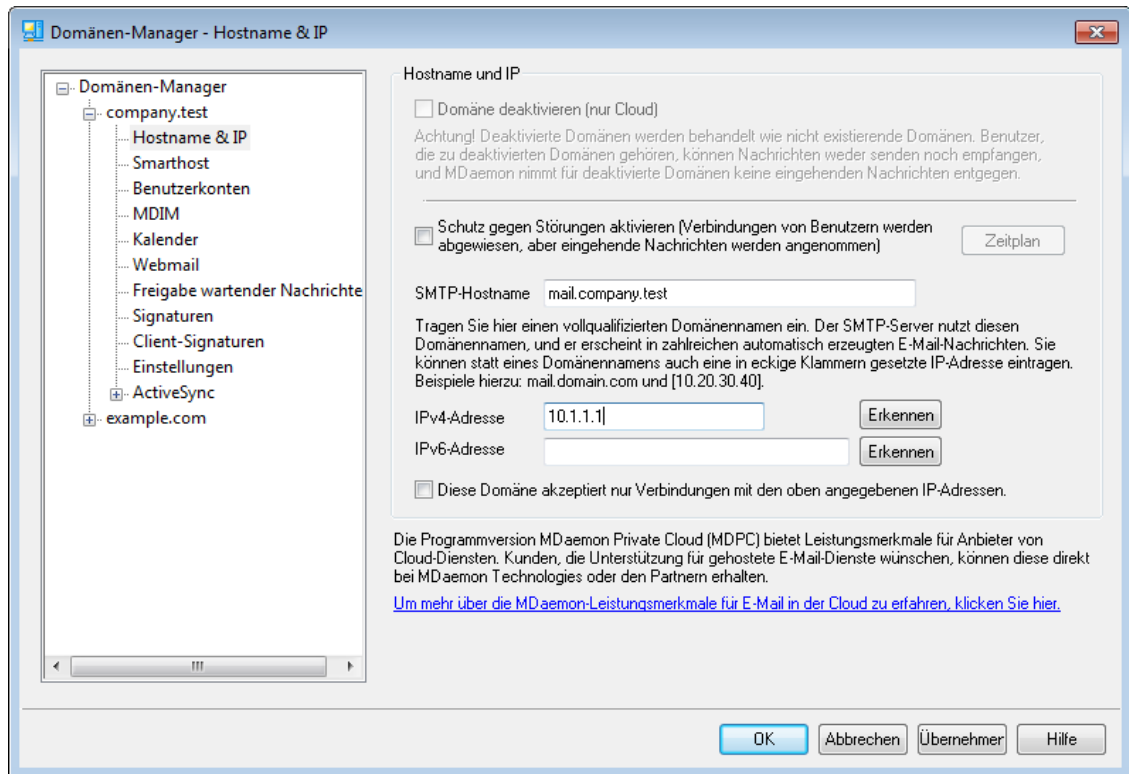 Domänen-Manager - Hostname & IP
Domänen-Manager
company.test
Hostname & IP
Smarthost
Benutzerkonten
MDIM
Kalender
Webmail
Freigabe wartender Nachrichte
Signaturen
Client-Signaturen
Einstellungen
ActiveSync
example.com
Hostname und IP
Domäne deaktivieren (nur Cloud)
Achtung! Deaktivierte Domänen werden behandelt wie nicht existierende Domänen. Benutzer,
die zu deaktivierten Domänen gehören, können Nachrichten weder senden noch empfangen,
und MDaemon nimmt für deaktivierte Domänen keine eingehenden Nachrichten entgegen.
Schutz gegen Störungen aktivieren (Verbindungen von Benutzern werden
abgewiesen, aber eingehende Nachrichten werden angenommen)
Zeitplan
SMTP-Hostname mail.company.test
Tragen Sie hier einen vollqualifizierten Domänennamen ein. Der SMTP-Server nutzt diesen
Domänennamen, und er erscheint in zahlreichen automatisch erzeugten E-Mail-Nachrichten. Sie
können statt eines Domänennamens auch eine in eckige Klammern gesetzte IP-Adresse eintragen.
Beispiele hierzu: mail.domain.com und [10.20.30.40].
IPv4-Adresse 10.1.1.1 Erkennen
IPv6-Adresse Erkennen
Diese Domäne akzeptiert nur Verbindungen mit den oben angegebenen IP-Adressen.
Die Programmversion MDaemon Private Cloud (MDPC) bietet Leistungsmerkmale für Anbieter von
Cloud-Diensten. Kunden, die Unterstützung für gehostete E-Mail-Dienste wünschen, können diese direkt
bei MDaemon Technologies oder den Partnern erhalten.
Um mehr über die MDaemon-Leistungsmerkmale für E-Mail in der Cloud zu erfahren, klicken Sie hier.
OK Abbrechen Übernehmer Hilfe